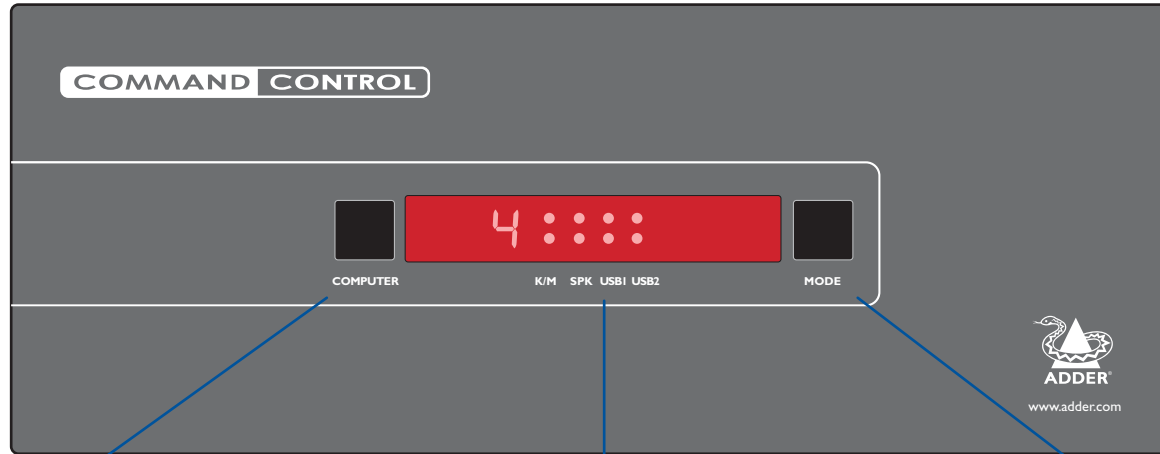 COMMAND CONTROL
4
COMPUTER
K/M SPK USB1 USB2
MODE
ADDER®
www.adder.com